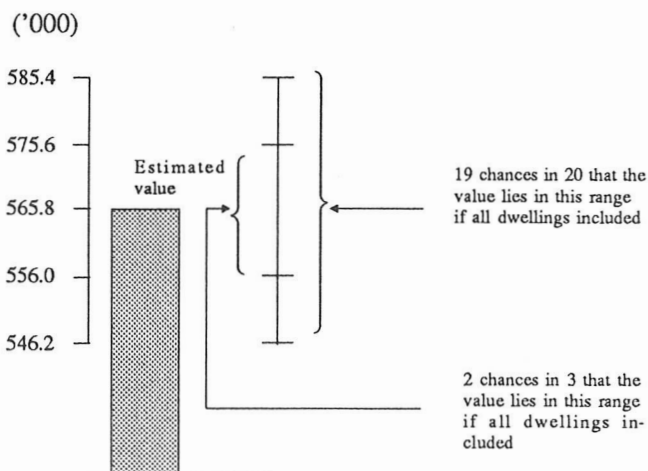 ('000)
585.4
575.6
Estimated
value
565.8
556.0
546.2
19 chances in 20 that the
value lies in this range
if all dwellings included
2 chances in 3 that the
value lies in this range
if all dwellings in-
cluded